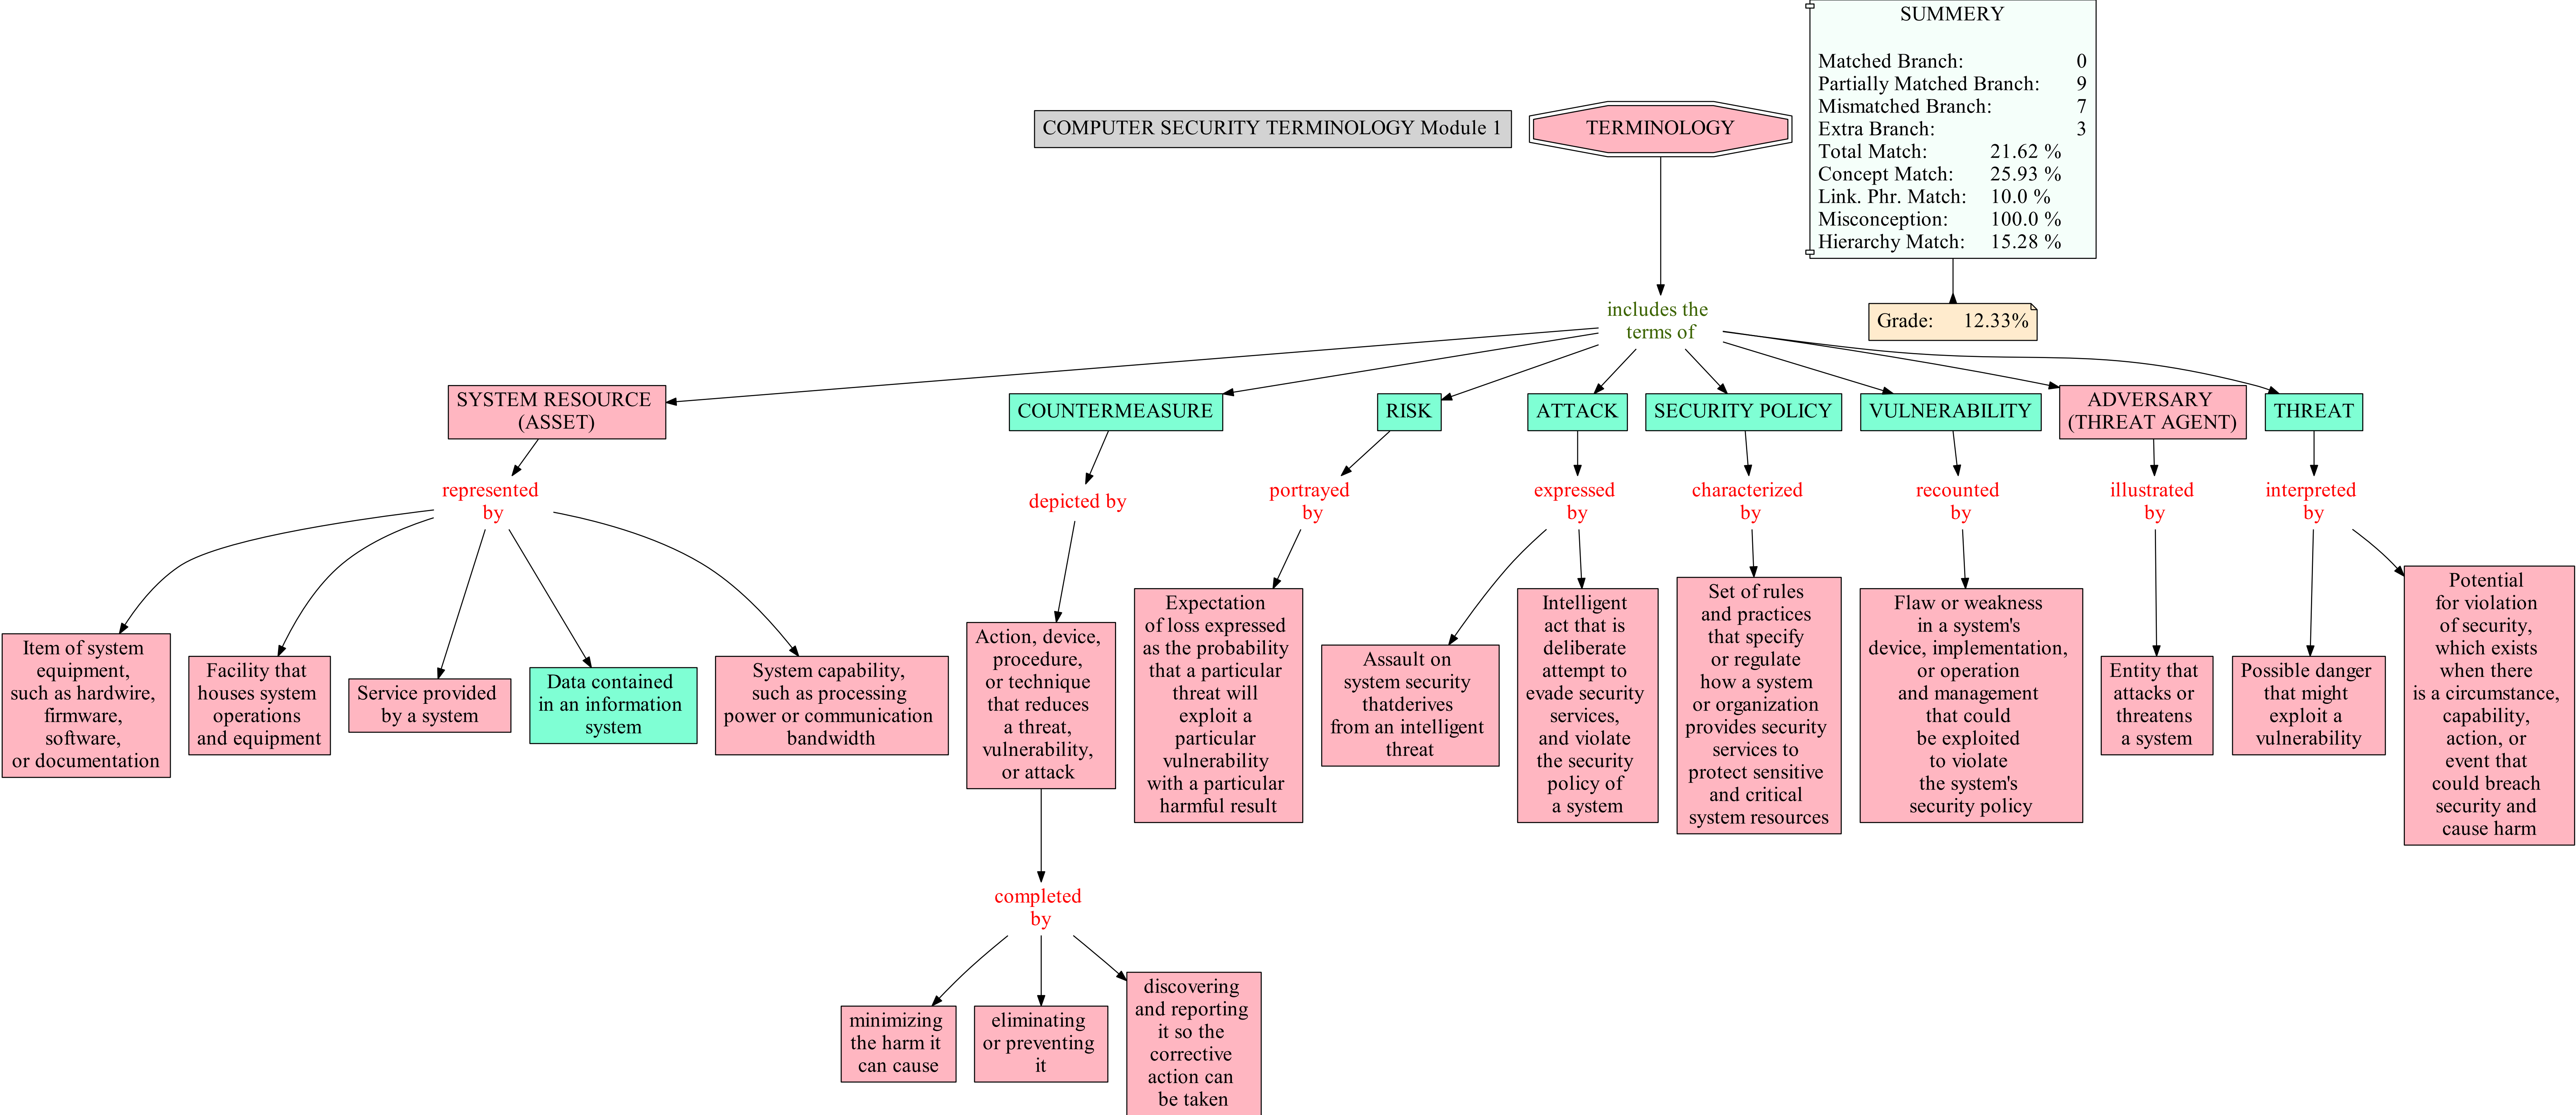 SUMMERY
Matched Branch: 0
Partially Matched Branch: 9
Mismatched Branch: 7
Extra Branch: 3
Total Match: 21.62 %
Concept Match: 25.93 %
Link. Phr. Match: 10.0 %
Misconception: 100.0 %
Hierarchy Match: 15.28 %
COMPUTER SECURITY TERMINOLOGY Module 1
TERMINOLOGY
Grade: 12.33%
includes the
terms of
SYSTEM RESOURCE
(ASSET)
COUNTERMEASURE
RISK
ATTACK
SECURITY POLICY
VULNERABILITY
ADVERSARY
(THREAT AGENT)
THREAT
represented
by
depicted by
portrayed
by
expressed
by
characterized
by
recounted
by
illustrated
by
interpreted
by
Item of system
equipment,
such as hardwire,
firmware,
software,
or documentation
Facility that
houses system
operations
and equipment
Service provided
by a system
Data contained
in an information
system
System capability,
such as processing
power or communication
bandwidth
Action, device,
procedure,
or technique
that reduces
a threat,
vulnerability,
or attack
Expectation
of loss expressed
as the probability
that a particular
threat will
exploit a
particular
vulnerability
with a particular
harmful result
Assault on
system security
thatderives
from an intelligent
threat
Intelligent
act that is
deliberate
attempt to
evade security
services,
and violate
the security
policy of
a system
Set of rules
and practices
that specify
or regulate
how a system
or organization
provides security
services to
protect sensitive
and critical
system resources
Flaw or weakness
in a system's
device, implementation,
or operation
and management
that could
be exploited
to violate
the system's
security policy
Entity that
attacks or
threatens
a system
Possible danger
that might
exploit a
vulnerability
Potential
for violation
of security,
which exists
when there
is a circumstance,
capability,
action, or
event that
could breach
security and
cause harm
completed
by
minimizing
the harm it
can cause
eliminating
or preventing
it
discovering
and reporting
it so the
corrective
action can
be taken